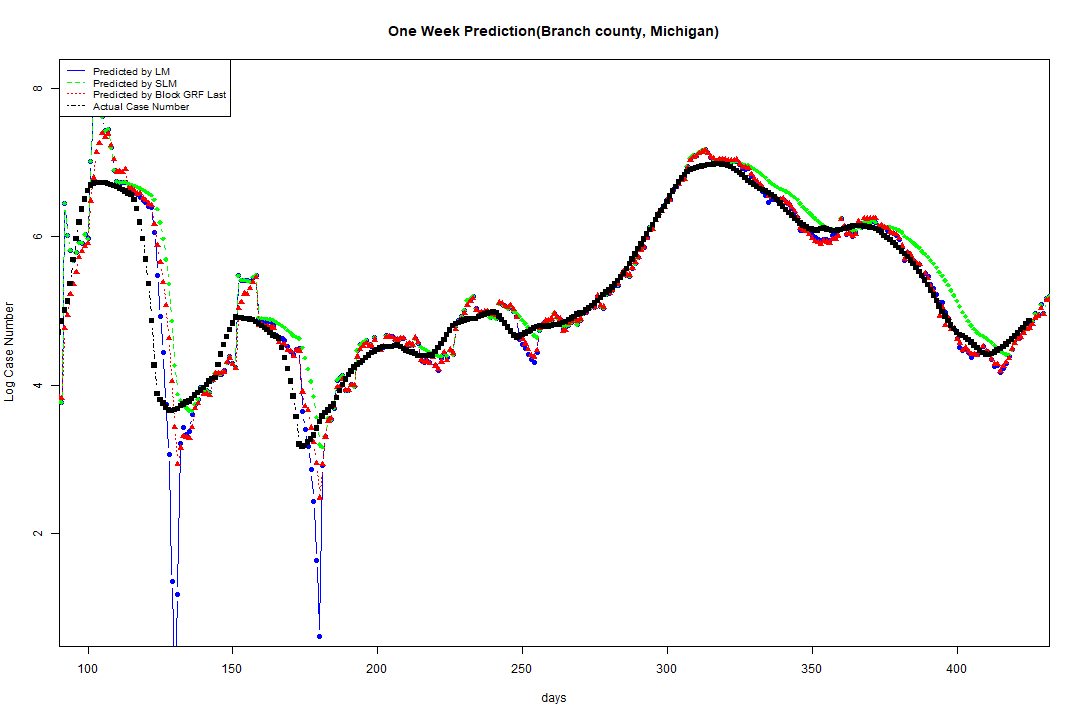 One Week Prediction(Branch county, Michigan)
Predicted by LM
Predicted by SLM
Predicted by Block GRF Last
Actual Case Number
8
6
4
2
Log Case Number
100 150 200 250 300 350 400
days